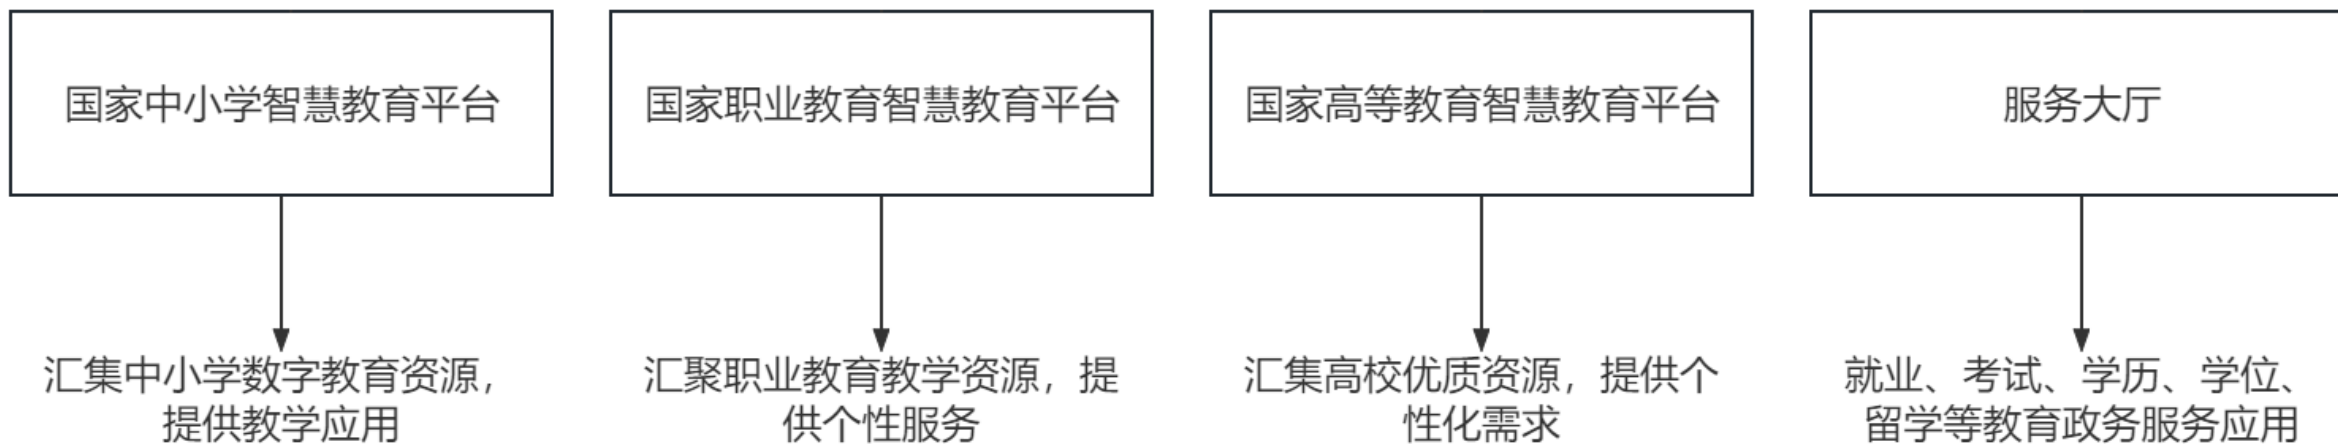 国家中小学智慧教育平台
国家职业教育智慧教育平台
国家高等教育智慧教育平台
服务大厅
汇集中小学数字教育资源，
提供教学应用
汇聚职业教育教学资源，提
供个性服务
汇集高校优质资源，提供个
性化需求
就业、考试、学历、学位、
留学等教育政务服务应用